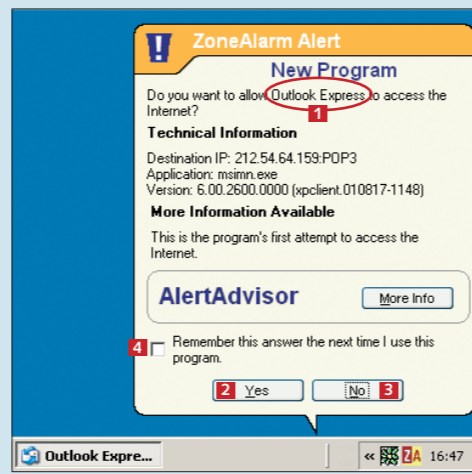 ZoneAlarm Alert
New Program
Do you want to allow Outlook Express to access the
Internet?
1
Technical Information
Destination IP: 212.54.64.159:POP3
Application: msimn.exe
Version: 6.00.2600.0000 (xpclient.010817-1148)
More Information Available
This is the program's first attempt to access the
Internet.
AlertAdvisor
More Info
4
Remember this answer the next time I use this
program.
2 Yes
No 3
Outlook Expre...
« ZA 16:47